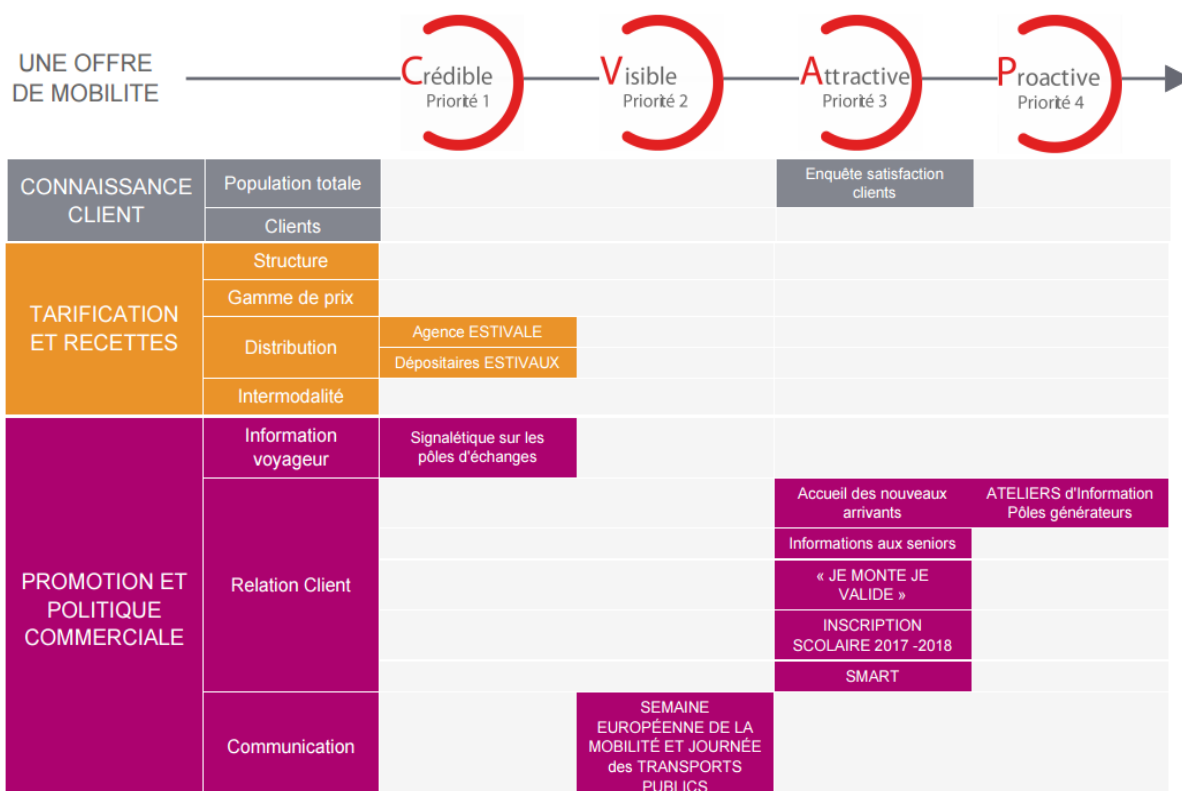 UNE OFFRE
DE MOBILITE
Crédible
Priorité 1
Visible
Priorité 2
Attractive
Priorité 3
Proactive
Priorité 4
CONNAISSANCE
CLIENT
Population totale
Enquête satisfaction
clients
Clients
TARIFICATION
ET RECETTES
Structure
Gamme de prix
Distribution
Agence ESTIVALE
Dépositaires ESTIVAUX
Intermodalité
PROMOTION ET
POLITIQUE
COMMERCIALE
Information
voyageur
Signalétique sur les
pôles d'échanges
Relation Client
Accueil des nouveaux
arrivants
ATELIERS d'Information
Pôles générateurs
Informations aux seniors
« JE MONTE JE
VALIDE »
INSCRIPTION
SCOLAIRE 2017 -2018
SMART
Communication
SEMAINE
EUROPÉENNE DE LA
MOBILITÉ ET JOURNÉE
des TRANSPORTS
PUBLICS